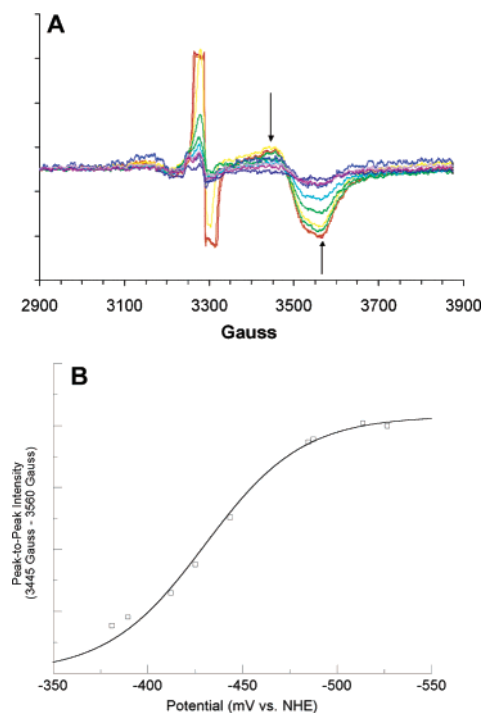 A
2900 3100 3300 3500 3700 3900
Gauss
B
Peak-to-Peak Intensity
(3445 Gauss - 3560 Gauss)
-350 -400 -450 -500 -550
Potential (mV vs. NHE)